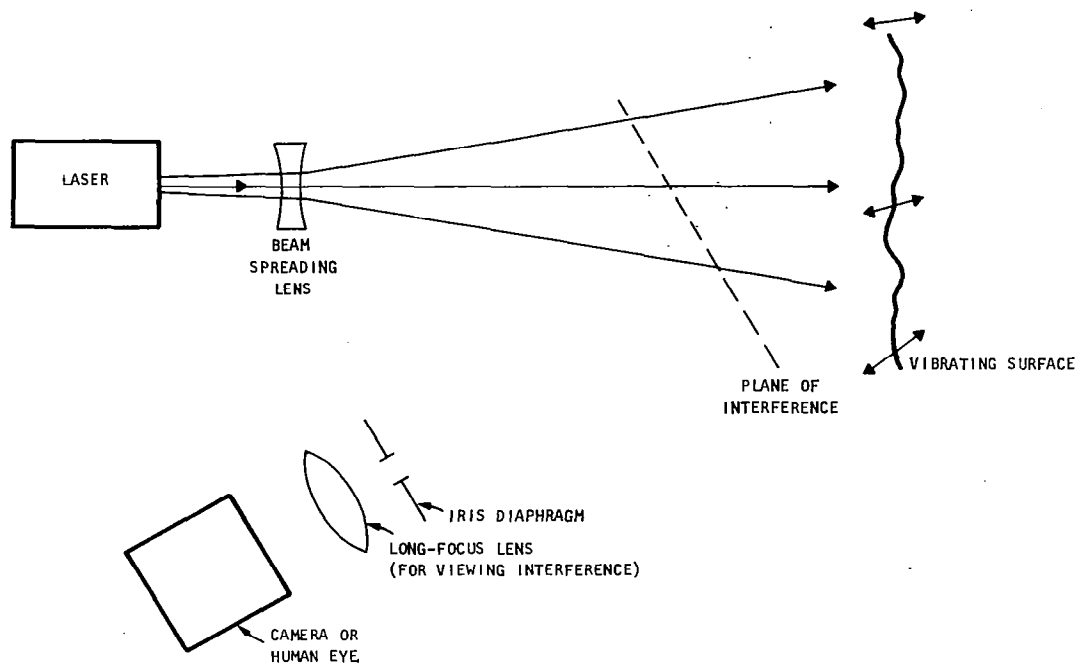 LASER
BEAM
SPREADING
LENS
PLANE OF
INTERFERENCE
VIBRATING SURFACE
IRIS DIAPHRAGM
LONG-FOCUS LENS
(FOR VIEWING INTERFERENCE)
CAMERA OR
HUMAN EYE